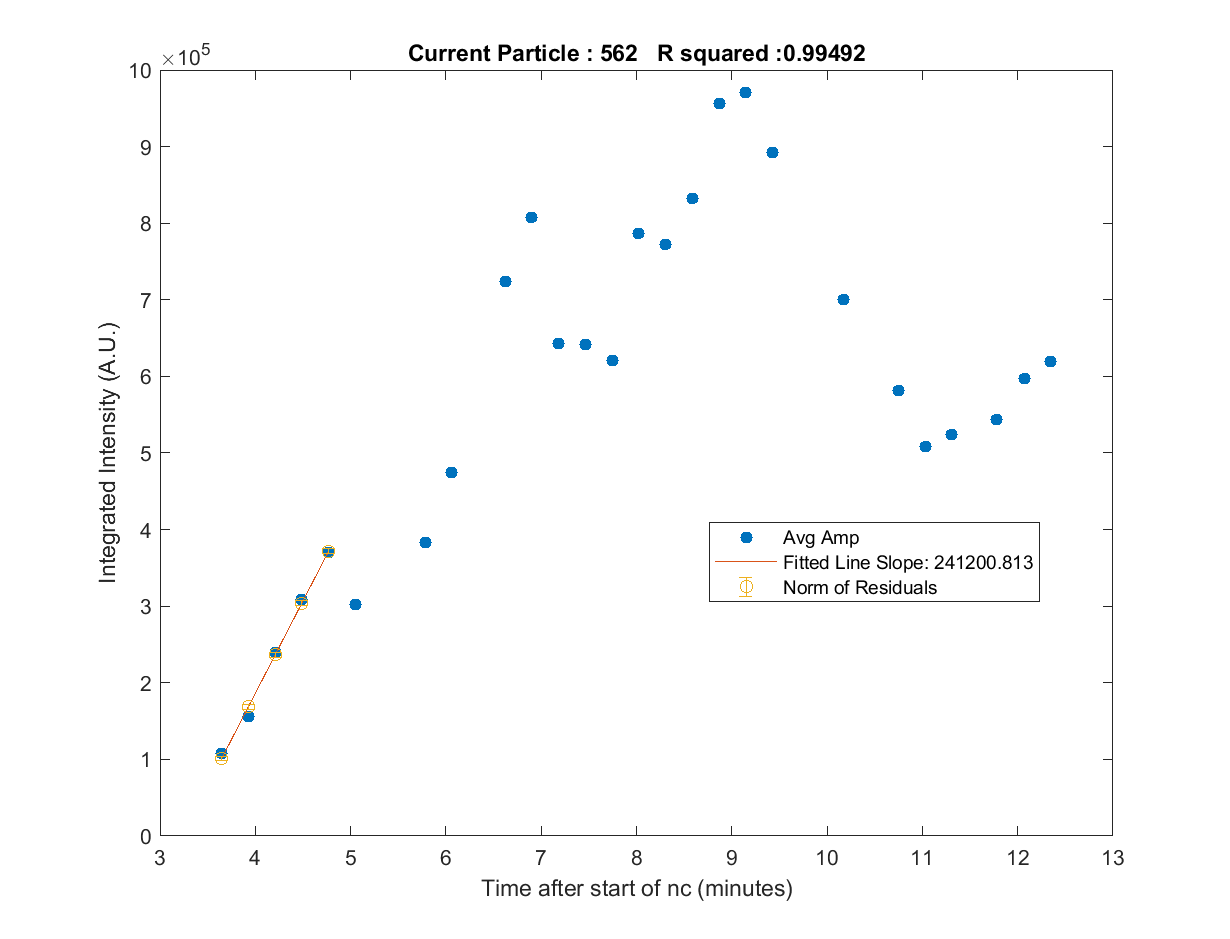 Current Particle : 562   R squared :0.99492
×10^5
10
9
8
7
6
5
4
3
2
1
0
Integrated Intensity (A.U.)
Avg Amp
Fitted Line Slope: 241200.813
Norm of Residuals
3 4 5 6 7 8 9 10 11 12 13
Time after start of nc (minutes)